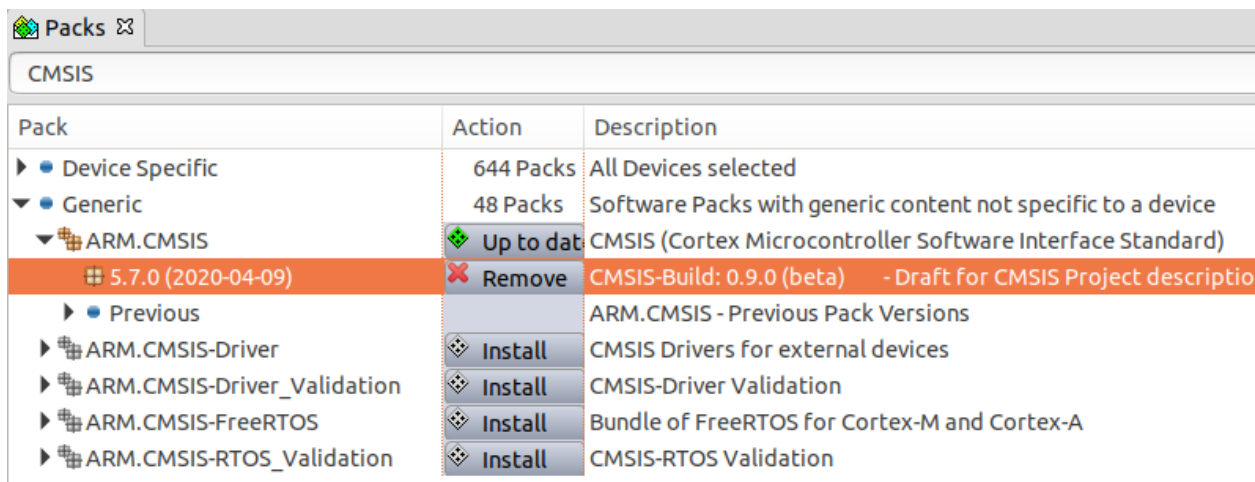 Packs
CMSIS
Pack Action Description
Device Specific 644 Packs All Devices selected
Generic 48 Packs Software Packs with generic content not specific to a device
ARM.CMSIS Up to dat CMSIS (Cortex Microcontroller Software Interface Standard)
5.7.0 (2020-04-09) Remove CMSIS-Build: 0.9.0 (beta) - Draft for CMSIS Project descriptio
Previous ARM.CMSIS - Previous Pack Versions
ARM.CMSIS-Driver Install CMSIS Drivers for external devices
ARM.CMSIS-Driver_Validation Install CMSIS-Driver Validation
ARM.CMSIS-FreeRTOS Install Bundle of FreeRTOS for Cortex-M and Cortex-A
ARM.CMSIS-RTOS_Validation Install CMSIS-RTOS Validation